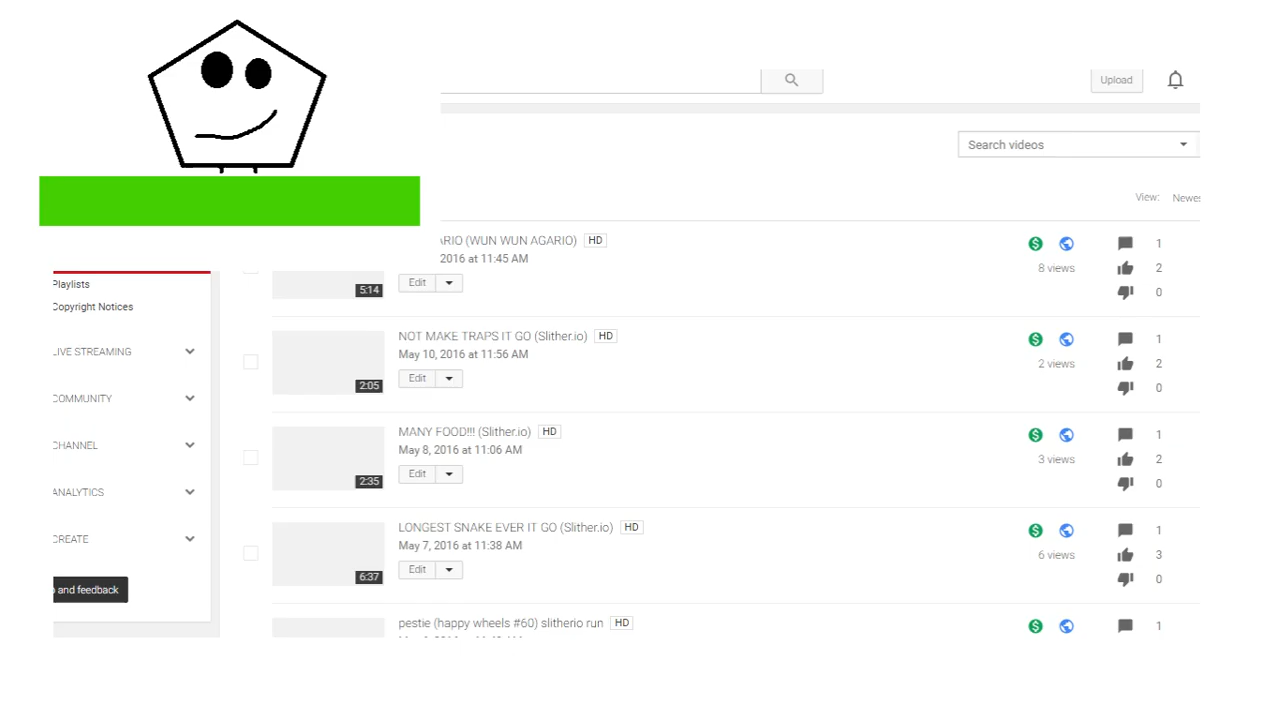 Upload
Search videos
View: Newes
ARIO (WUN WUN AGARIO) HD
2016 at 11:45 AM
Edit
5:14
8 views
1
2
0
Playlists
Copyright Notices
LIVE STREAMING
COMMUNITY
CHANNEL
ANALYTICS
CREATE
and feedback
NOT MAKE TRAPS IT GO (Slither.io) HD
May 10, 2016 at 11:56 AM
Edit
2:05
2 views
1
2
0
MANY FOOD!!! (Slither.io) HD
May 8, 2016 at 11:06 AM
Edit
2:35
3 views
1
2
0
LONGEST SNAKE EVER IT GO (Slither.io) HD
May 7, 2016 at 11:38 AM
Edit
6:37
6 views
1
3
0
pestie (happy wheels #60) slitherio run HD
1